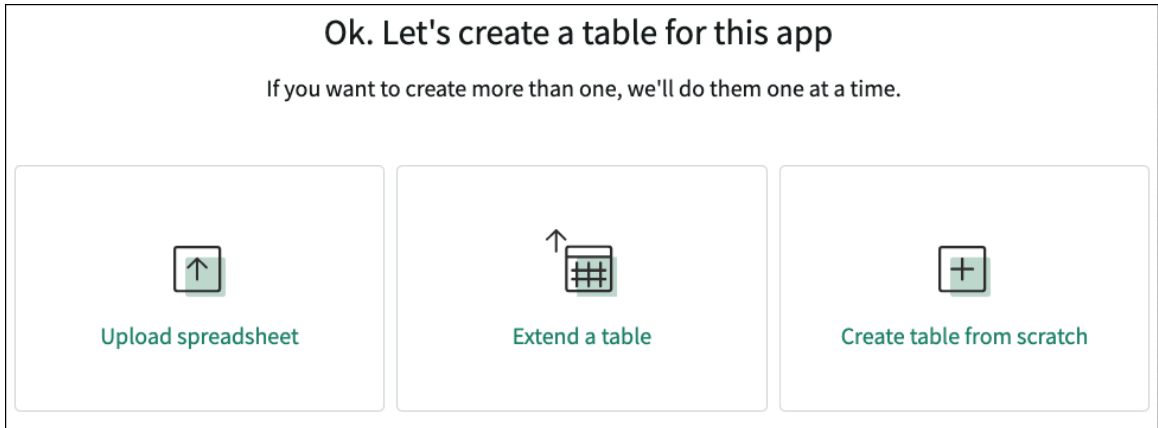 Ok. Let's create a table for this app
If you want to create more than one, we'll do them one at a time.
Upload spreadsheet
Extend a table
Create table from scratch